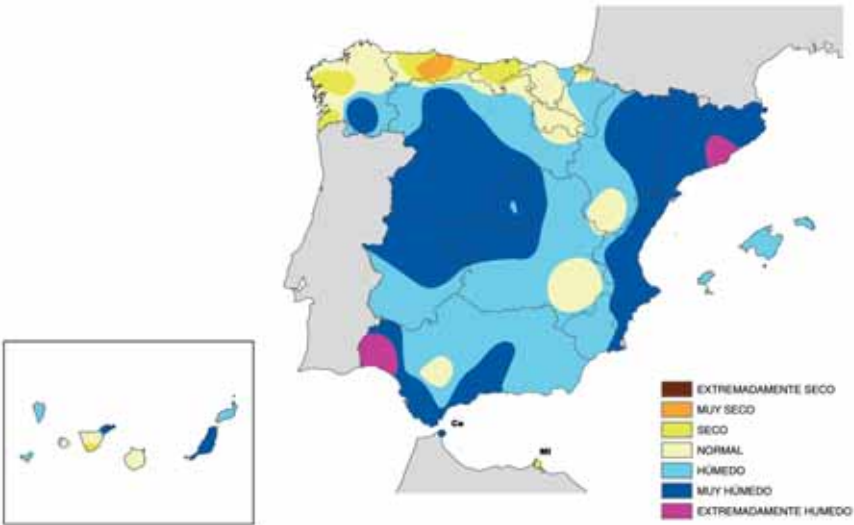 Ce
Ml
EXTREMADAMENTE SECO
MUY SECO
SECO
NORMAL
HÚMEDO
MUY HÚMEDO
EXTREMADAMENTE HUMEDO